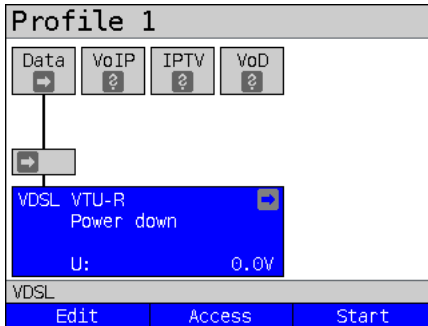 Profile 1
Data VoIP IPTV VoD
VDSL VTU-R
Power down
U: 0.0V
VDSL
Edit Access Start